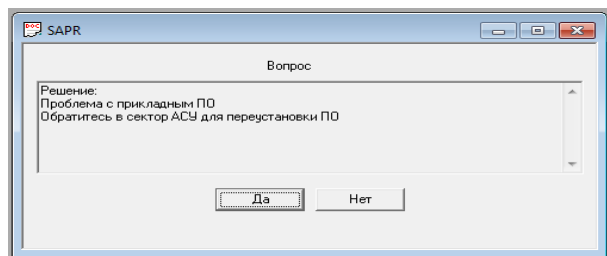 SAPR
Вопрос
Решение:
Проблема с прикладным ПО
Обратитесь в сектор АСУ для переустановки ПО
Да
Нет